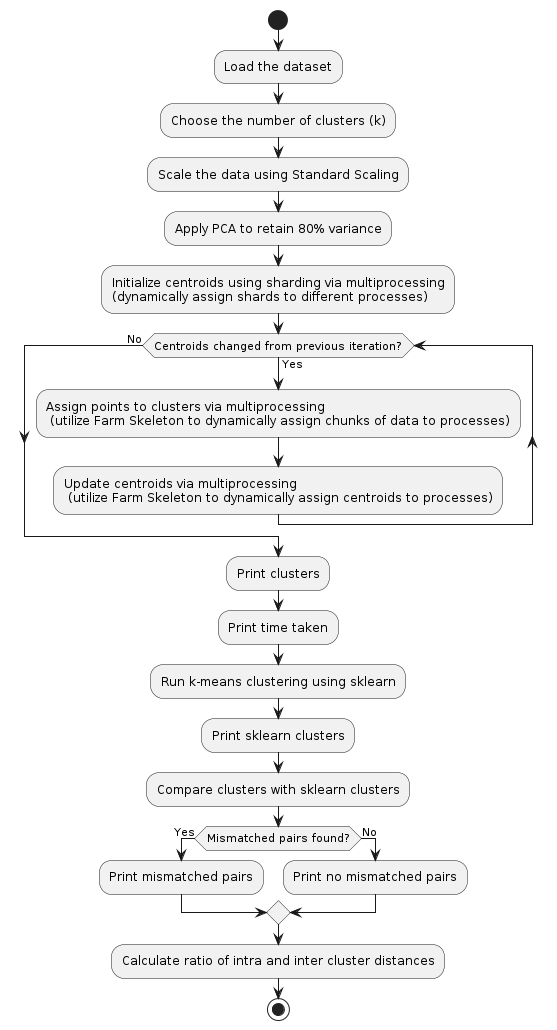 Load the dataset
Choose the number of clusters (k)
Scale the data using Standard Scaling
Apply PCA to retain 80% variance
Initialize centroids using sharding via multiprocessing
(dynamically assign shards to different processes)
No
Centroids changed from previous iteration?
Yes
Assign points to clusters via multiprocessing
(utilize Farm Skeleton to dynamically assign chunks of data to processes)
Update centroids via multiprocessing
(utilize Farm Skeleton to dynamically assign centroids to processes)
Print clusters
Print time taken
Run k-means clustering using sklearn
Print sklearn clusters
Compare clusters with sklearn clusters
Yes
Mismatched pairs found?
No
Print mismatched pairs
Print no mismatched pairs
Calculate ratio of intra and inter cluster distances